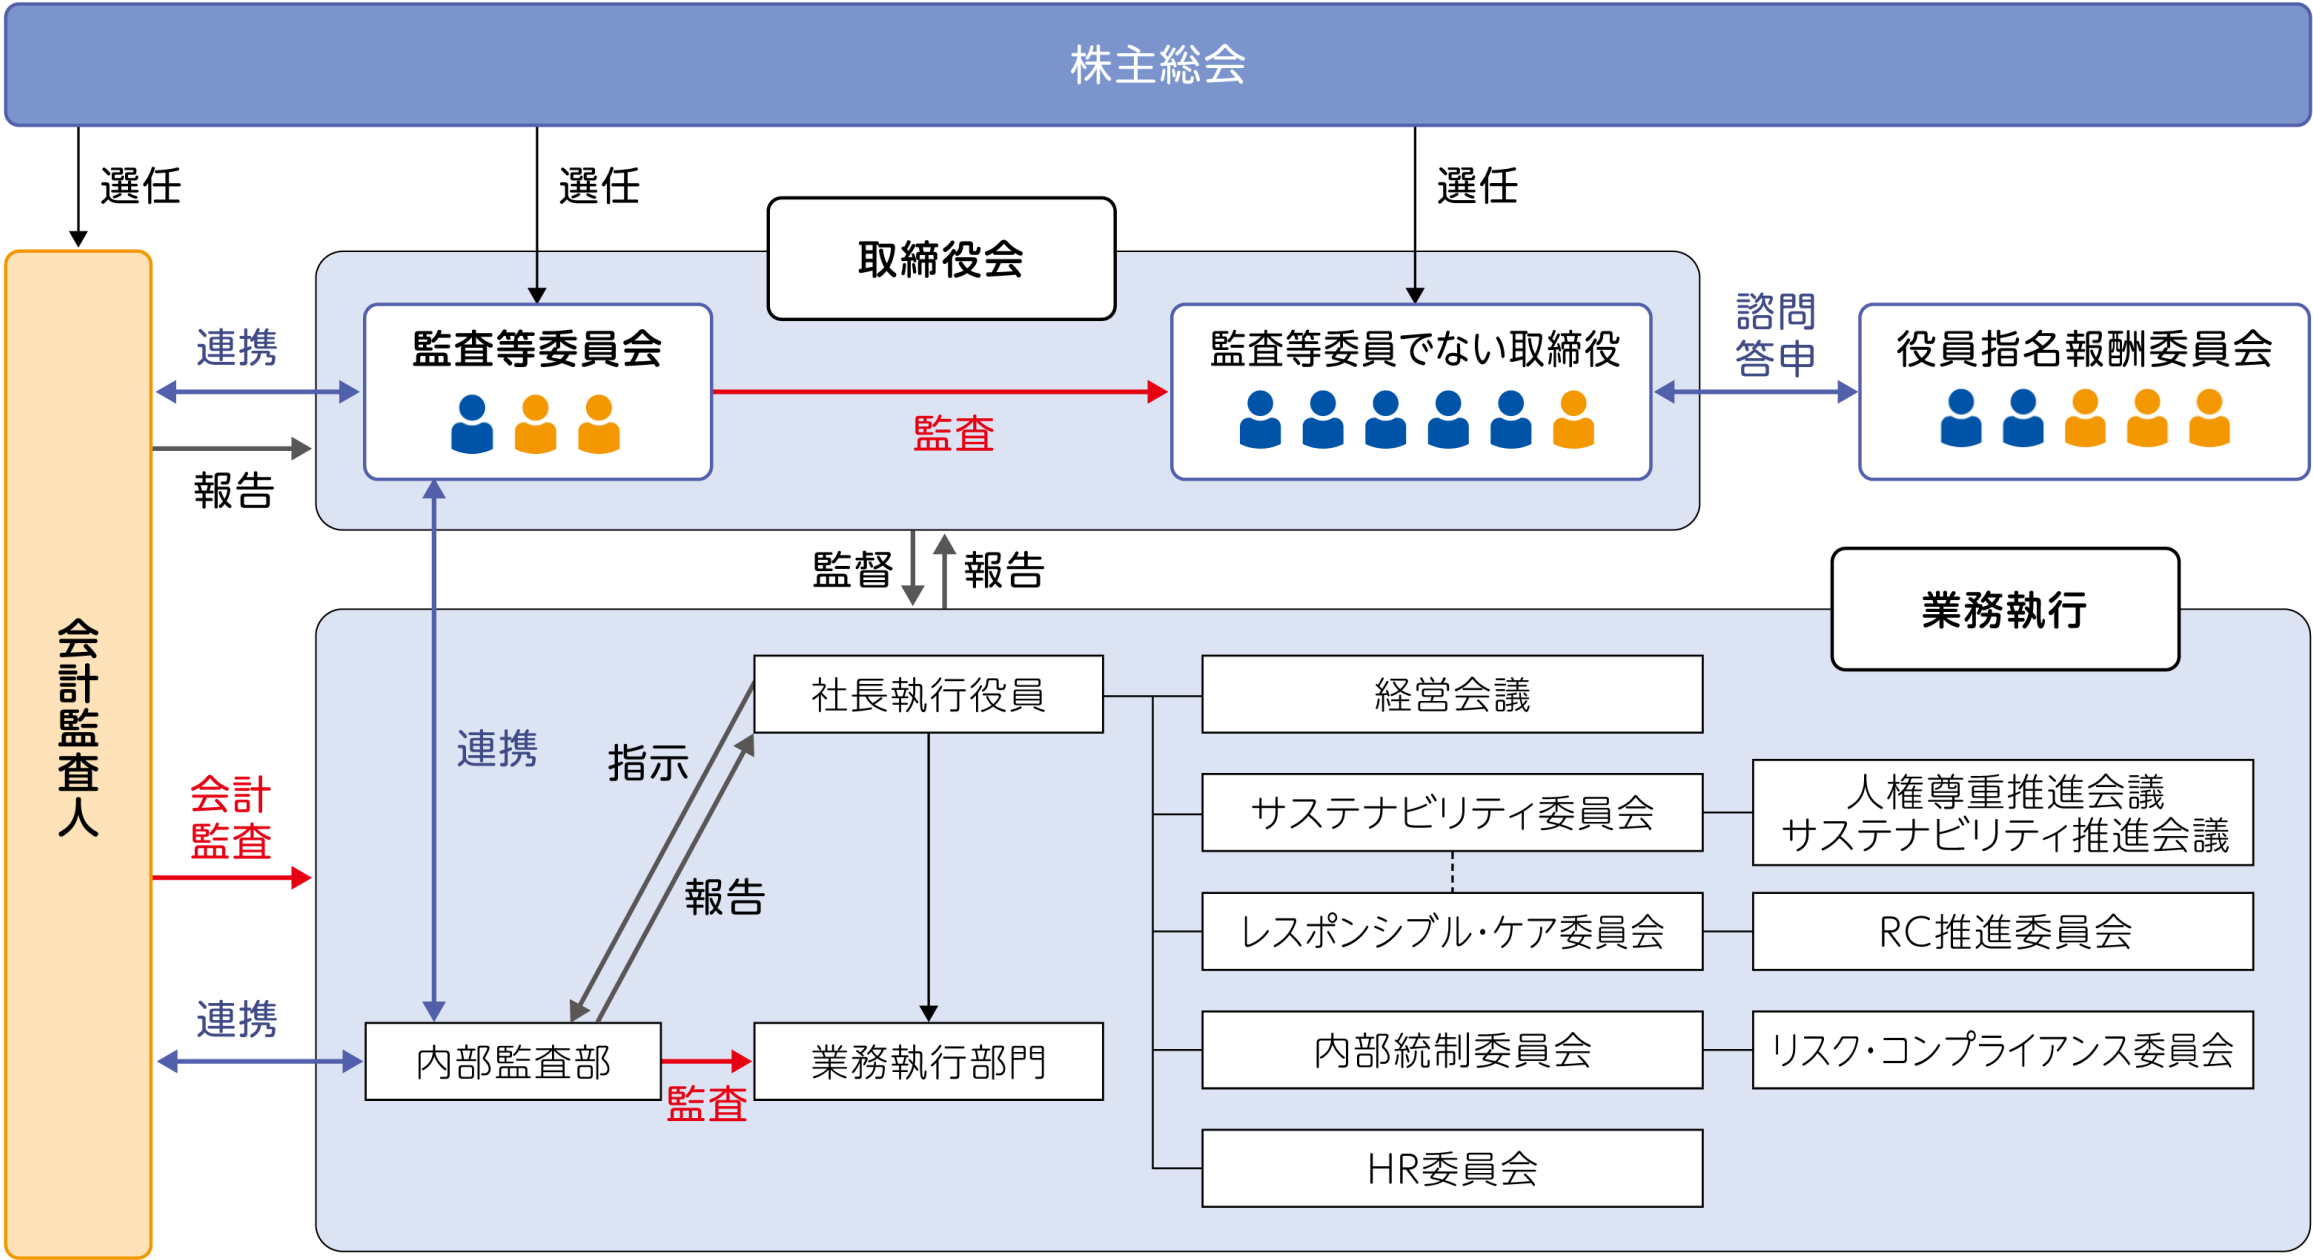 株主総会
選任
選任
選任
取締役会
連携
監査等委員会
監査
監査等委員でない取締役
諮問
答申
役員指名報酬委員会
報告
監督
報告
業務執行
会計監査人
社長執行役員
経営会議
連携
指示
会計
監査
サステナビリティ委員会
人権尊重推進会議
サステナビリティ推進会議
報告
レスポンシブル・ケア委員会
RC推進委員会
連携
内部監査部
監査
業務執行部門
内部統制委員会
リスク・コンプライアンス委員会
HR委員会